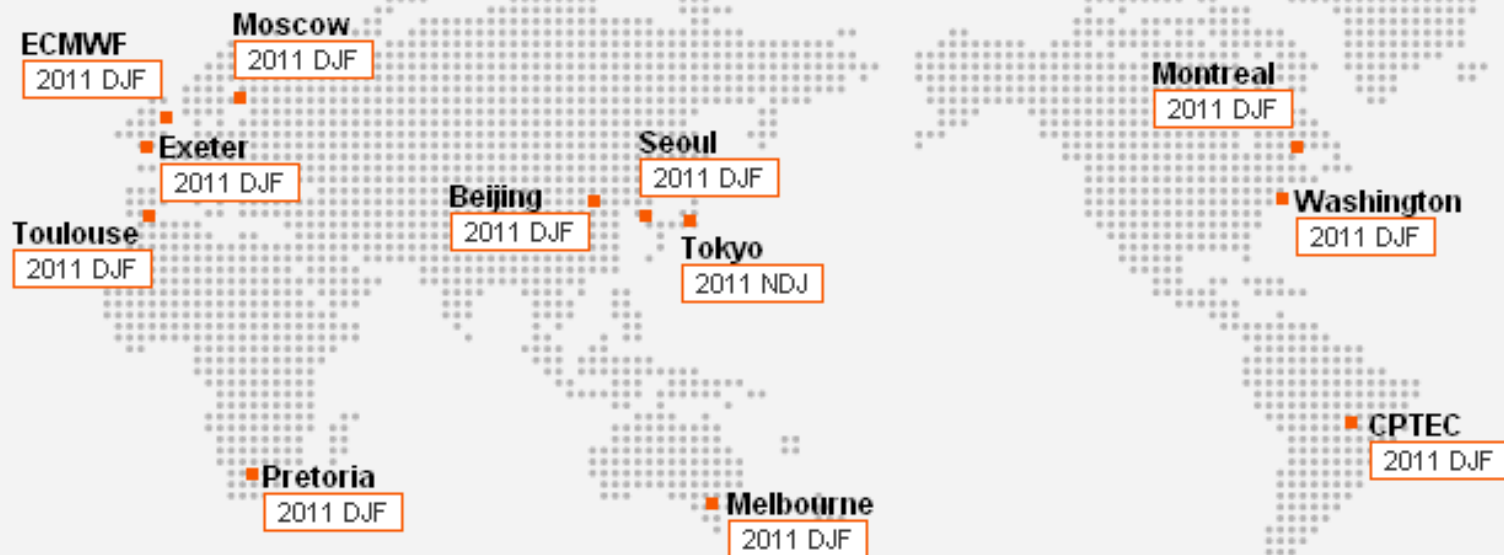 Moscow
2011 DJF
ECMWF
2011 DJF
Montreal
2011 DJF
Exeter
2011 DJF
Seoul
2011 DJF
Beijing
2011 DJF
Washington
2011 DJF
Toulouse
2011 DJF
Tokyo
2011 NDJ
CPTEC
2011 DJF
Pretoria
2011 DJF
Melbourne
2011 DJF